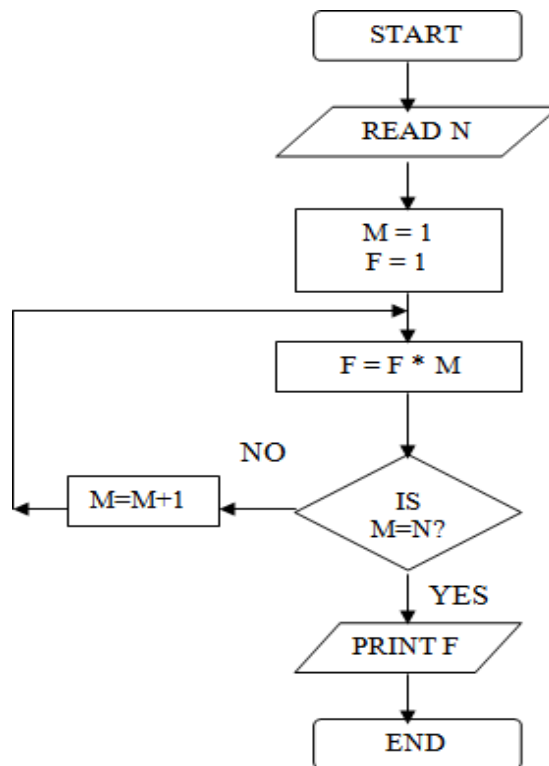 START
READ N
M = 1
F = 1
F = F * M
NO
M=M+1
IS
M=N?
YES
PRINT F
END